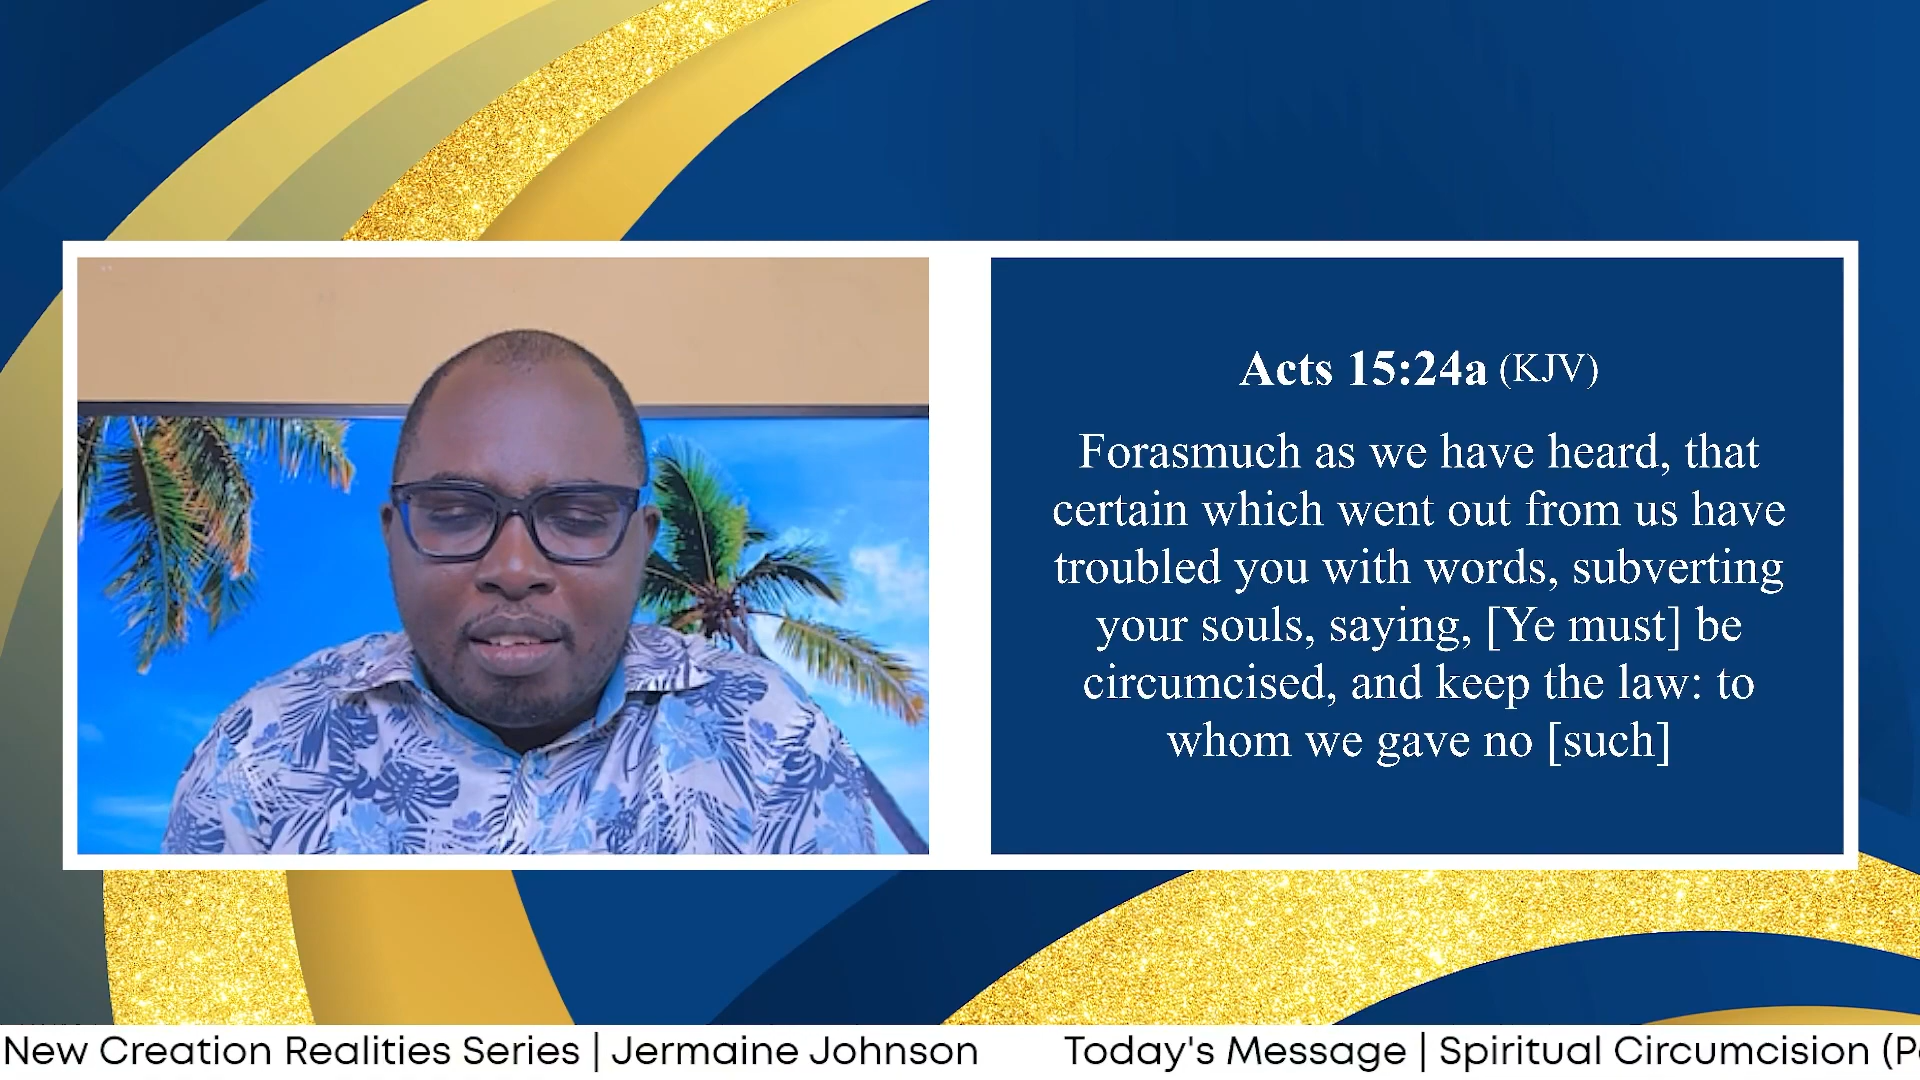 Acts 15:24a (KJV)
Forasmuch as we have heard, that
certain which went out from us have
troubled you with words, subverting
your souls, saying, [Ye must] be
circumcised, and keep the law: to
whom we gave no [such]
New Creation Realities Series | Jermaine Johnson Today's Message | Spiritual Circumcision